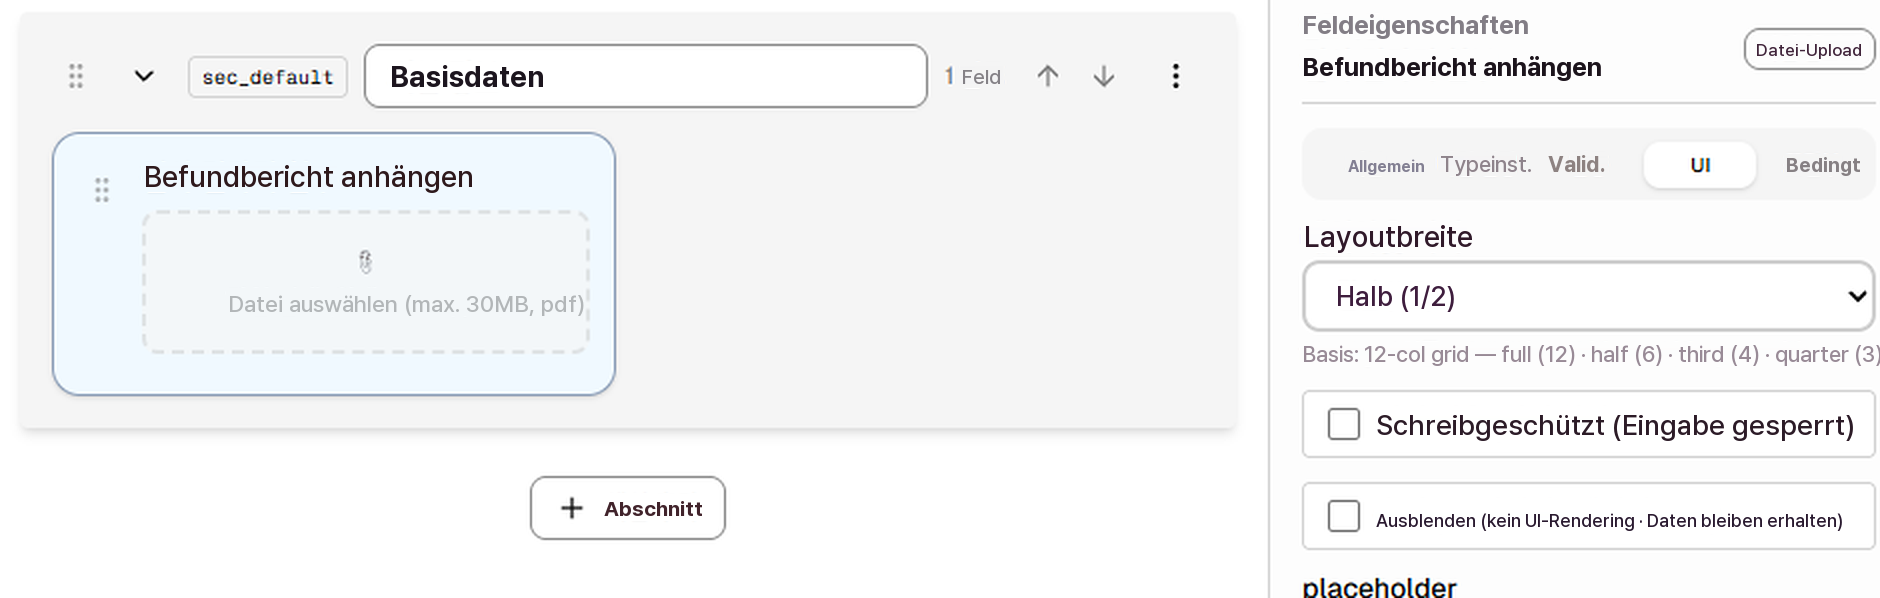 sec_default
Basisdaten
1 Feld
Befundbericht anhängen
Datei auswählen (max. 30MB, pdf)
Abschnitt
Feldeigenschaften
Befundbericht anhängen
Datei-Upload
Allgemein Typeinst. Valid. UI Bedingt
Layoutbreite
Halb (1/2)
Basis: 12-col grid — full (12) · half (6) · third (4) · quarter (3)
Schreibgeschützt (Eingabe gesperrt)
Ausblenden (kein UI-Rendering · Daten bleiben erhalten)
placeholder